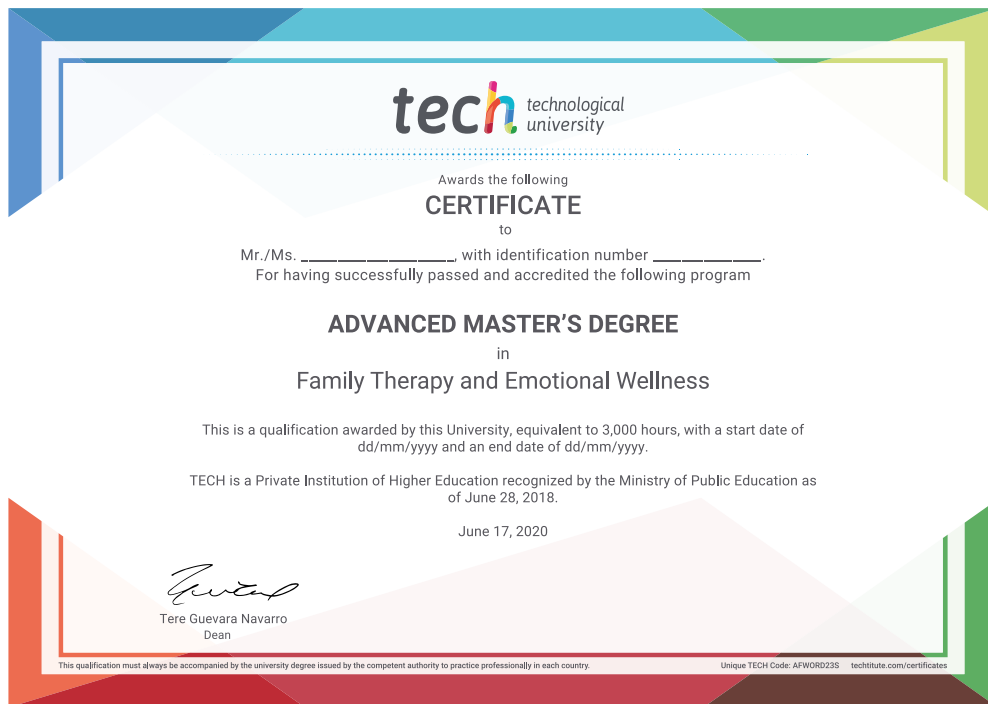 tech technological
university
Awards the following
CERTIFICATE
to
Mr./Ms. ____________________, with identification number ______________.
For having successfully passed and accredited the following program
ADVANCED MASTER'S DEGREE
in
Family Therapy and Emotional Wellness
This is a qualification awarded by this University, equivalent to 3,000 hours, with a start date of
dd/mm/yyyy and an end date of dd/mm/yyyy.
TECH is a Private Institution of Higher Education recognized by the Ministry of Public Education as
of June 28, 2018.
June 17, 2020
Tere Guevara Navarro
Dean
This qualification must always be accompanied by the university degree issued by the competent authority to practice professionally in each country.
Unique TECH Code: AFWORD23S techtitute.com/certificates